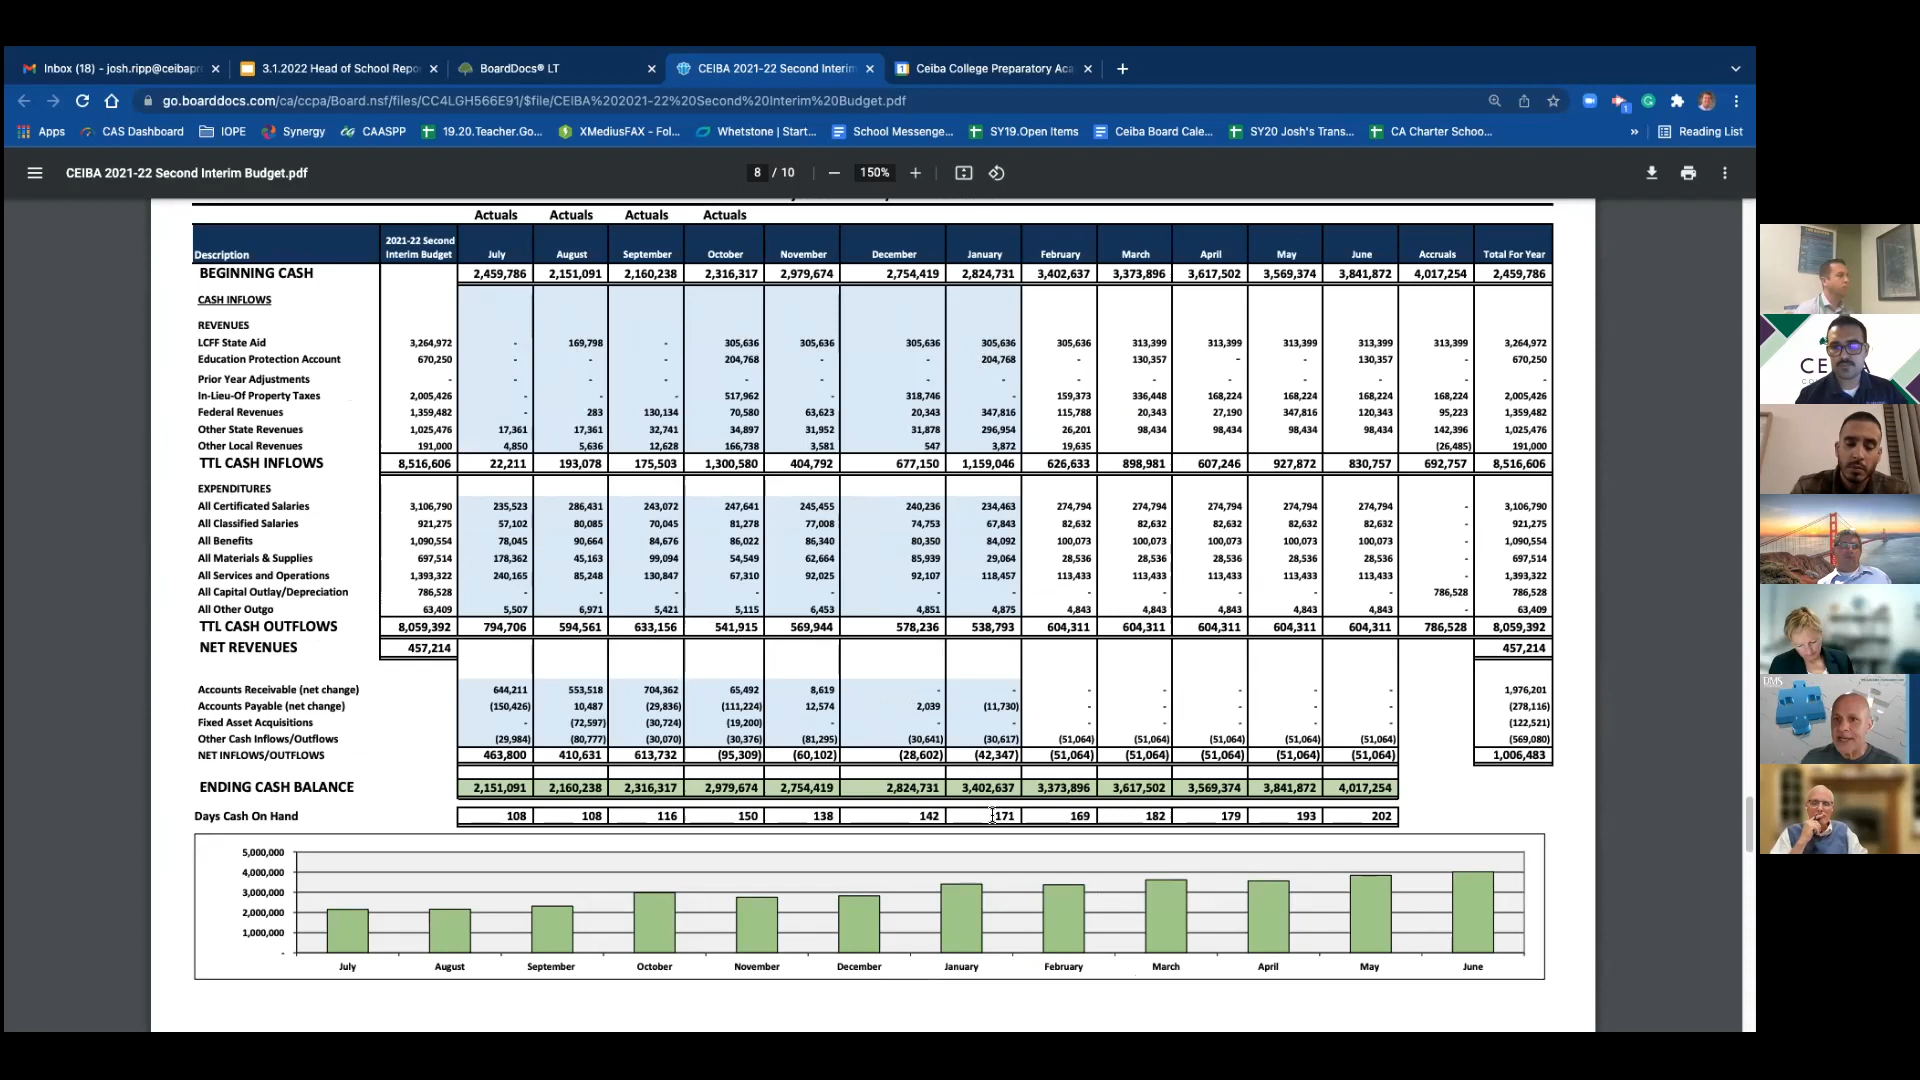 Inbox (18) - josh.ripp@ceibapr
3.1.2022 Head of School Repo
BoardDocs® LT
CEIBA 2021-22 Second Interim
Ceiba College Preparatory Aca
go.boarddocs.com/ca/ccpa/Board.nsf/files/CC4LGH566E91/$file/CEIBA%202021-22%20Second%20Interim%20Budget.pdf
Apps CAS Dashboard IOPE Synergy CAASPP 19.20.Teacher.Go... XMediusFAX - Fol... Whetstone | Start... School Messenge... SY19.Open Items Ceiba Board Cale... SY20 Josh's Trans... CA Charter Schoo... » Reading List
CEIBA 2021-22 Second Interim Budget.pdf 8 / 10 — 150% +
Actuals Actuals Actuals Actuals
Description 2021-22 Second Interim Budget July August September October November December January February March April May June Accruals Total For Year
BEGINNING CASH 2,459,786 2,151,091 2,160,238 2,316,317 2,979,674 2,754,419 2,824,731 3,402,637 3,373,896 3,617,502 3,569,374 3,841,872 4,017,254 2,459,786
CASH INFLOWS
REVENUES
LCFF State Aid 3,264,972 - 169,798 - 305,636 305,636 305,636 305,636 305,636 313,399 313,399 313,399 313,399 313,399 3,264,972
Education Protection Account 670,250 - - - 204,768 - - 204,768 - 130,357 - - 130,357 - 670,250
Prior Year Adjustments - - - - - - - - - - - - - - -
In-Lieu-Of Property Taxes 2,005,426 - - - 517,962 - 318,746 - 159,373 336,448 168,224 168,224 168,224 168,224 2,005,426
Federal Revenues 1,359,482 - 283 130,134 70,580 63,623 20,343 347,816 115,788 20,343 27,190 347,816 120,343 95,223 1,359,482
Other State Revenues 1,025,476 17,361 17,361 32,741 34,897 31,952 31,878 296,954 26,201 98,434 98,434 98,434 98,434 142,396 1,025,476
Other Local Revenues 191,000 4,850 5,636 12,628 166,738 3,581 547 3,872 19,635 (26,485) 191,000
TTL CASH INFLOWS 8,516,606 22,211 193,078 175,503 1,300,580 404,792 677,150 1,159,046 626,633 898,981 607,246 927,872 830,757 692,757 8,516,606
EXPENDITURES
All Certificated Salaries 3,106,790 235,523 286,431 243,072 247,641 245,455 240,236 234,463 274,794 274,794 274,794 274,794 274,794 - 3,106,790
All Classified Salaries 921,275 57,102 80,085 70,045 81,278 77,008 74,753 67,843 82,632 82,632 82,632 82,632 82,632 - 921,275
All Benefits 1,090,554 78,045 90,664 84,676 86,022 86,340 80,350 84,092 100,073 100,073 100,073 100,073 100,073 - 1,090,554
All Materials & Supplies 697,514 178,362 45,163 99,094 54,549 62,664 85,939 29,064 28,536 28,536 28,536 28,536 28,536 - 697,514
All Services and Operations 1,393,322 240,165 85,248 130,847 67,310 92,025 92,107 118,457 113,433 113,433 113,433 113,433 113,433 - 1,393,322
All Capital Outlay/Depreciation 786,528 - - - - - - - - - - - - 786,528 786,528
All Other Outgo 63,409 5,507 6,971 5,421 5,115 6,453 4,851 4,875 4,843 4,843 4,843 4,843 4,843 - 63,409
TTL CASH OUTFLOWS 8,059,392 794,706 594,561 633,156 541,915 569,944 578,236 538,793 604,311 604,311 604,311 604,311 604,311 786,528 8,059,392
NET REVENUES 457,214 457,214
Accounts Receivable (net change) 644,211 553,518 704,362 65,492 8,619 - - - - - - - 1,976,201
Accounts Payable (net change) (150,426) 10,487 (29,836) (111,224) 12,574 2,039 (11,730) - - - - - (278,116)
Fixed Asset Acquisitions - (72,597) (30,724) (19,200) - - - - - - - - (122,521)
Other Cash Inflows/Outflows (29,984) (80,777) (30,070) (30,376) (81,295) (30,641) (30,617) (51,064) (51,064) (51,064) (51,064) (51,064) (569,080)
NET INFLOWS/OUTFLOWS 463,800 410,631 613,732 (95,309) (60,102) (28,602) (42,347) (51,064) (51,064) (51,064) (51,064) (51,064) 1,006,483
ENDING CASH BALANCE 2,151,091 2,160,238 2,316,317 2,979,674 2,754,419 2,824,731 3,402,637 3,373,896 3,617,502 3,569,374 3,841,872 4,017,254
Days Cash On Hand 108 108 116 150 138 142 171 169 182 179 193 202
5,000,000
4,000,000
3,000,000
2,000,000
1,000,000
-
July August September October November December January February March April May June
DMS